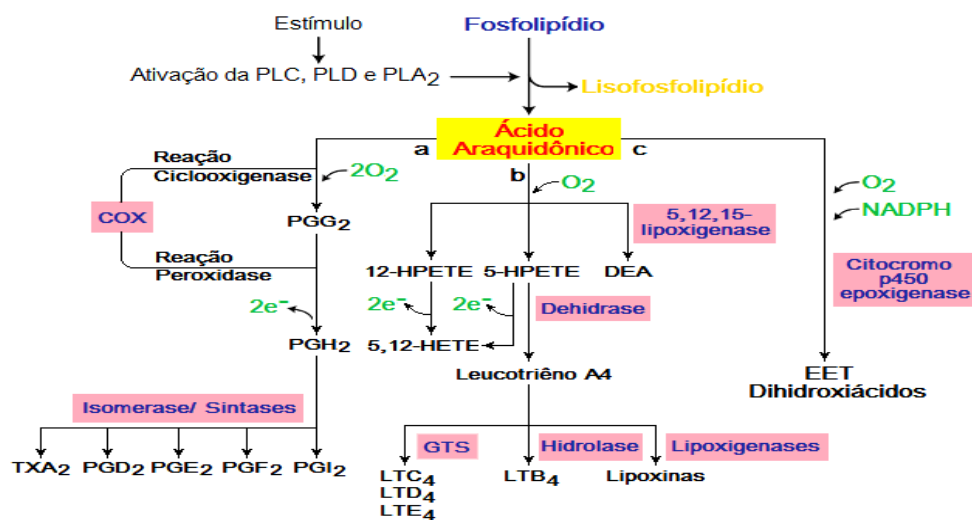 Estímulo
Fosfolipídio
Ativação da PLC, PLD e PLA2
Lisofosfolipídio
Ácido
Araquidônico
a
b
c
Reação
Ciclooxigenase
2O2
COX
PGG2
Reação
Peroxidase
2e-
PGH2
Isomerase/ Sintases
TXA2 PGD2 PGE2 PGF2 PGI2
O2
5,12,15-
lipoxigenase
12-HPETE 5-HPETE DEA
2e- 2e-
Dehidrase
5,12-HETE
Leucotriêno A4
GTS
Hidrolase
Lipoxigenases
LTC4
LTD4
LTE4
LTB4
Lipoxinas
O2
NADPH
Citocromo
p450
epoxigenase
EET
Dihidroxiácidos